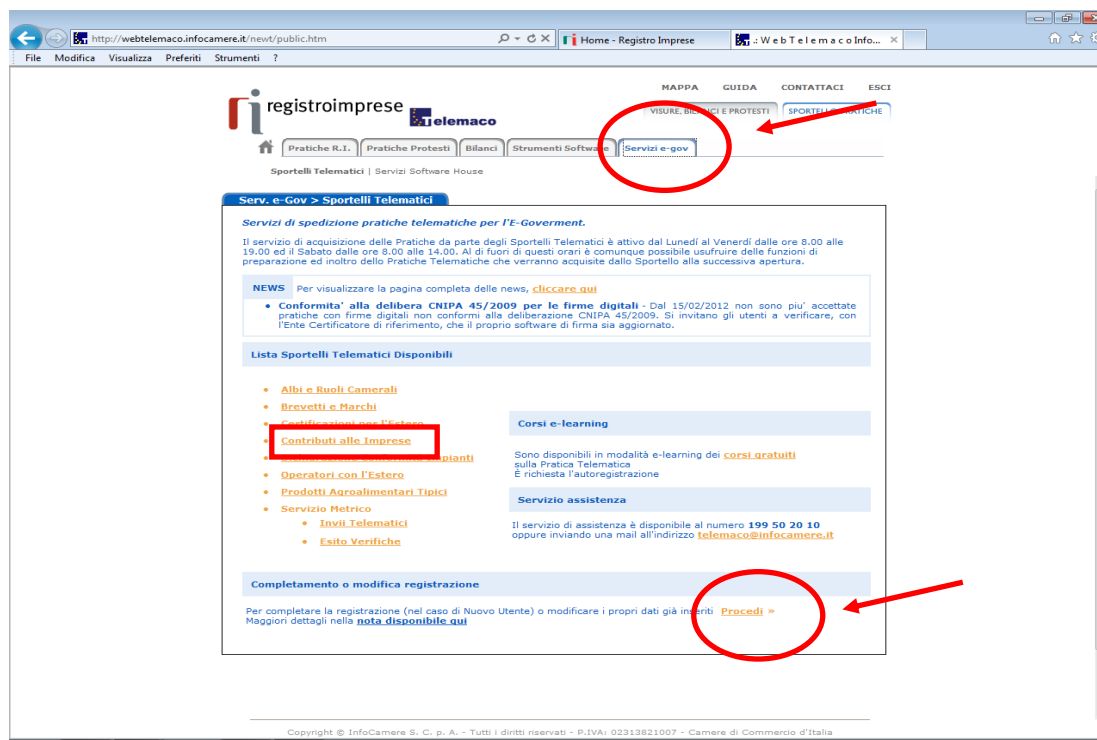 http://webtelemaco.infocamere.it/newt/public.htm
Home - Registro Imprese
.: W e b T e l e m a c o Info...
File Modifica Visualizza Preferiti Strumenti ?
MAPPA GUIDA CONTATTACI ESCI
registroimprese
Telemaco
VISURE, BILANCI E PROTESTI
Pratiche R.I. Pratiche Protesti Bilanci Strumenti Software Servizi e-gov
Sportelli Telematici | Servizi Software House
Serv. e-Gov > Sportelli Telematici
Servizi di spedizione pratiche telematiche per l'E-Goverment.
Il servizio di acquisizione delle Pratiche da parte degli Sportelli Telematici è attivo dal Lunedí al Venerdí dalle ore 8.00 alle
19.00 ed il Sabato dalle ore 8.00 alle 14.00. Al di fuori di questi orari è comunque possibile usufruire delle funzioni di
preparazione ed inoltro dello Pratiche Telematiche che verranno acquisite dallo Sportello alla successiva apertura.
NEWS Per visualizzare la pagina completa delle news, cliccare qui
• Conformita' alla delibera CNIPA 45/2009 per le firme digitali - Dal 15/02/2012 non sono piu' accettate
pratiche con firme digitali non conformi alla deliberazione CNIPA 45/2009. Si invitano gli utenti a verificare, con
l'Ente Certificatore di riferimento, che il proprio software di firma sia aggiornato.
Lista Sportelli Telematici Disponibili
• Albi e Ruoli Camerali
• Brevetti e Marchi
• Certificazioni per l'Estero
• Contributi alle Imprese
Impianti
• Operatori con l'Estero
• Prodotti Agroalimentari Tipici
• Servizio Metrico
• Invii Telematici
• Esito Verifiche
Corsi e-learning
Sono disponibili in modalità e-learning dei corsi gratuiti
sulla Pratica Telematica
È richiesta l'autoregistrazione
Servizio assistenza
Il servizio di assistenza è disponibile al numero 199 50 20 10
oppure inviando una mail all'indirizzo telemaco@infocamere.it
Completamento o modifica registrazione
Per completare la registrazione (nel caso di Nuovo Utente) o modificare i propri dati già inseriti Procedi »
Maggiori dettagli nella nota disponibile qui
Copyright © InfoCamere S. C. p. A. - Tutti i diritti riservati - P.IVA: 02313821007 - Camere di Commercio d'Italia